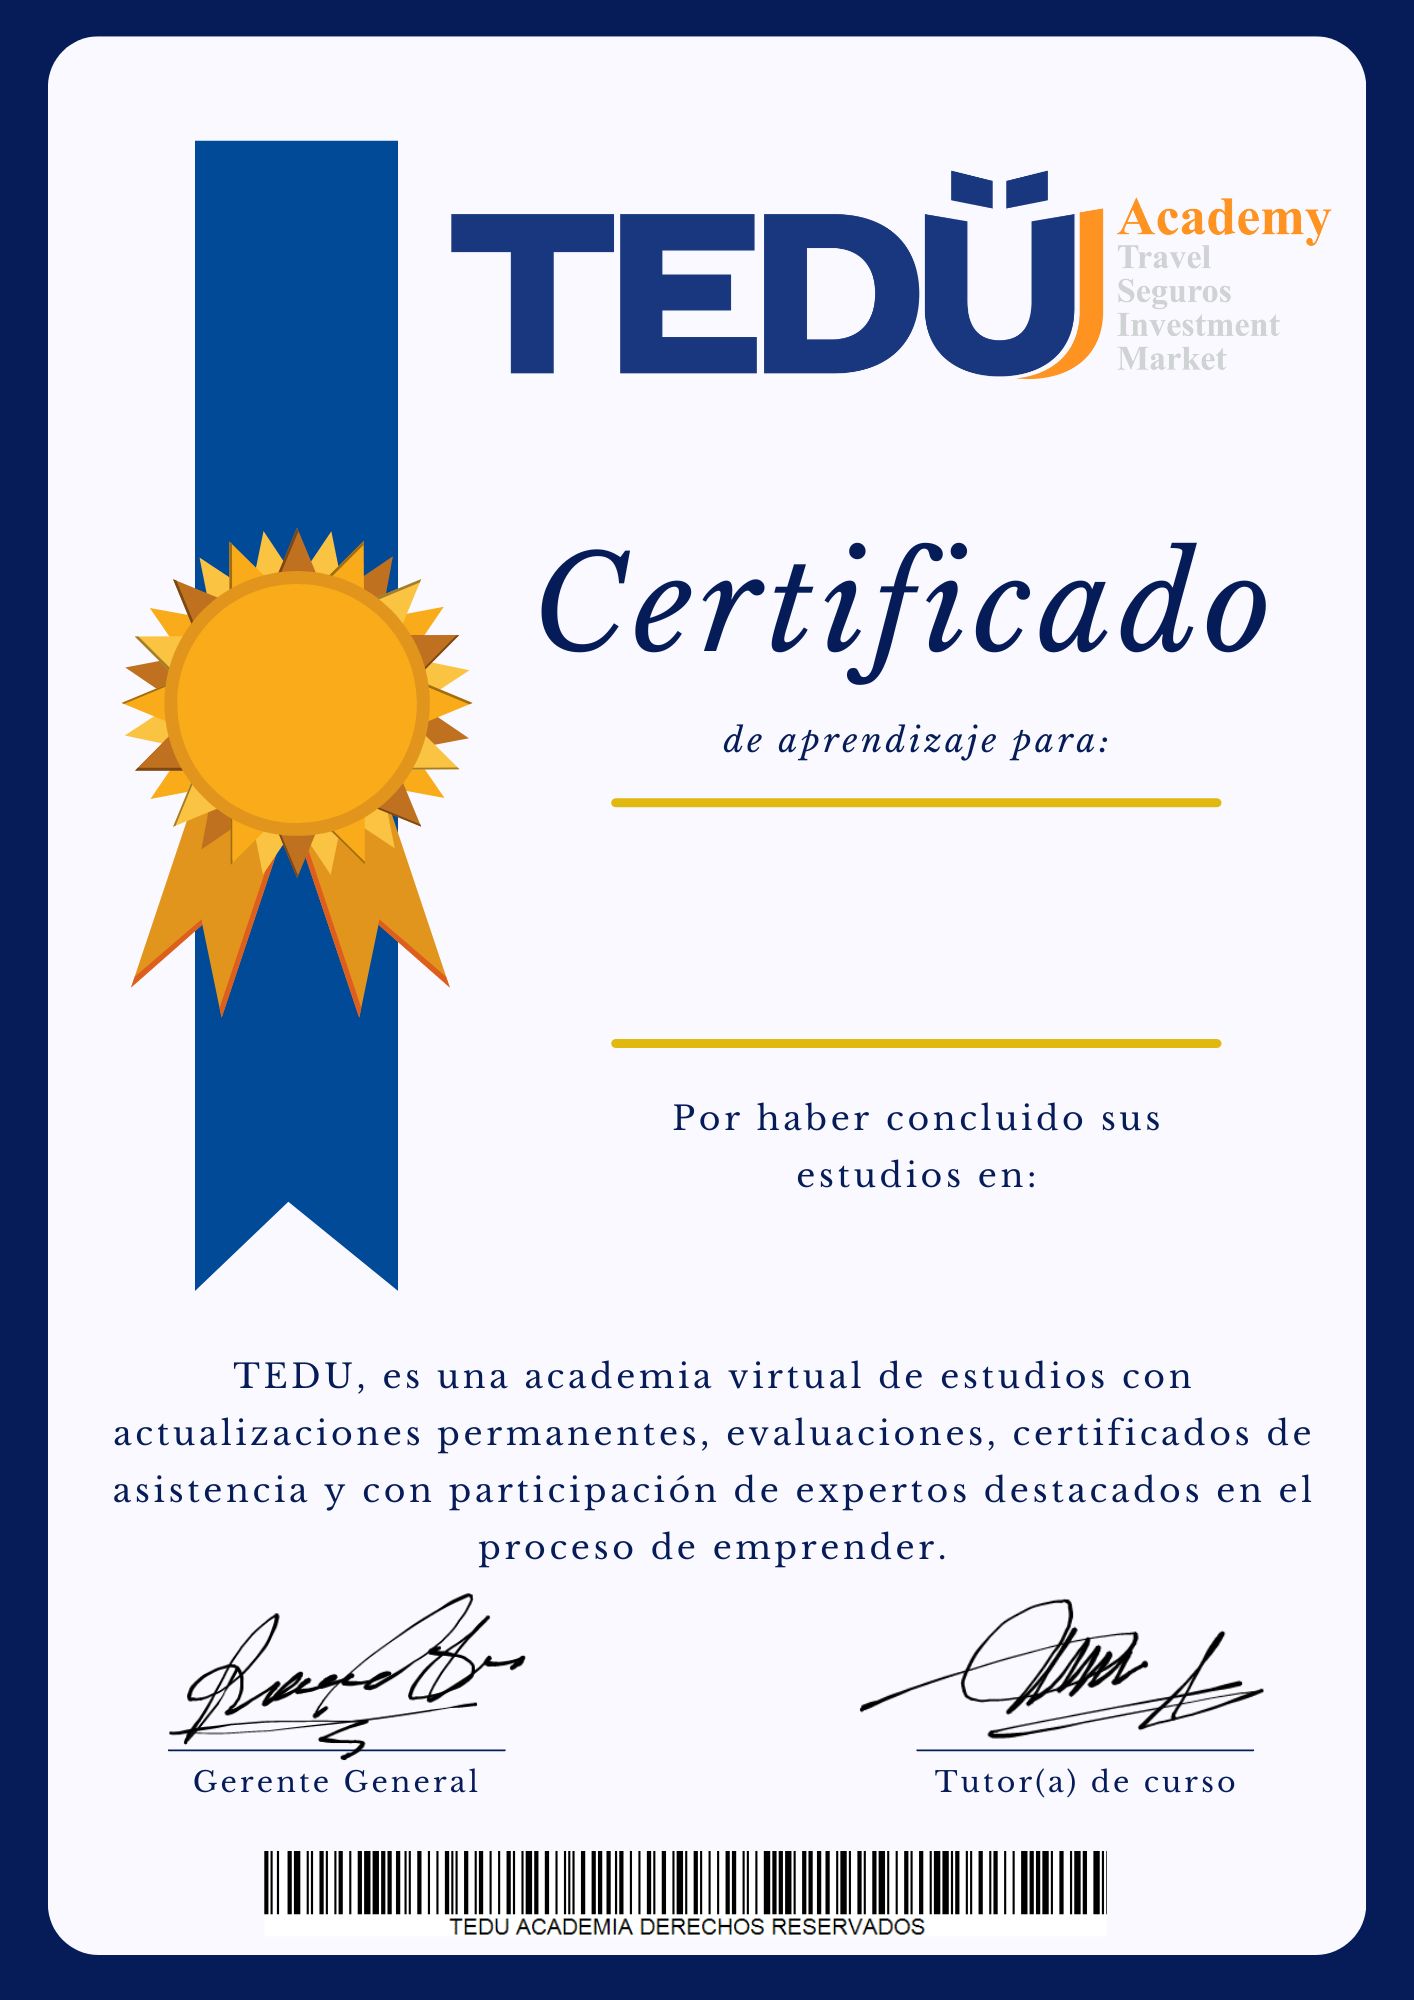 TEDÜ
Academy
Travel
Seguros
Investment
Market
Certificado
de aprendizaje para:
Por haber concluido sus
estudios en:
TEDU, es una academia virtual de estudios con
actualizaciones permanentes, evaluaciones, certificados de
asistencia y con participación de expertos destacados en el
proceso de emprender.
Gerente General
Tutor(a) de curso
TEDU ACADEMIA DERECHOS RESERVADOS